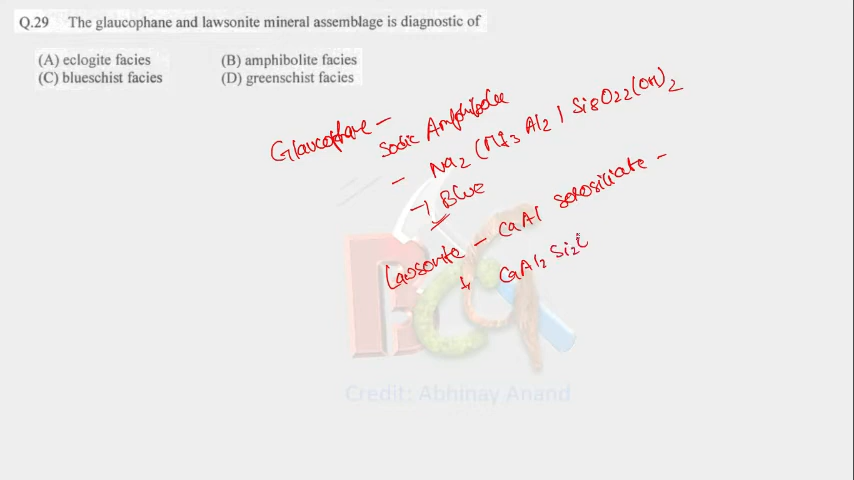 Q.29 The glaucophane and lawsonite mineral assemblage is diagnostic of
(A) eclogite facies (B) amphibolite facies
(C) blueschist facies (D) greenschist facies
Glaucophane - Sodic Amphibole
- Na2 (Mg3 Al2) Si8O22(OH)2
→ Blue
Lawsonite - CaAl sorosilicate -
↓ CaAl2 Si2
Credit: Abhinay Anand